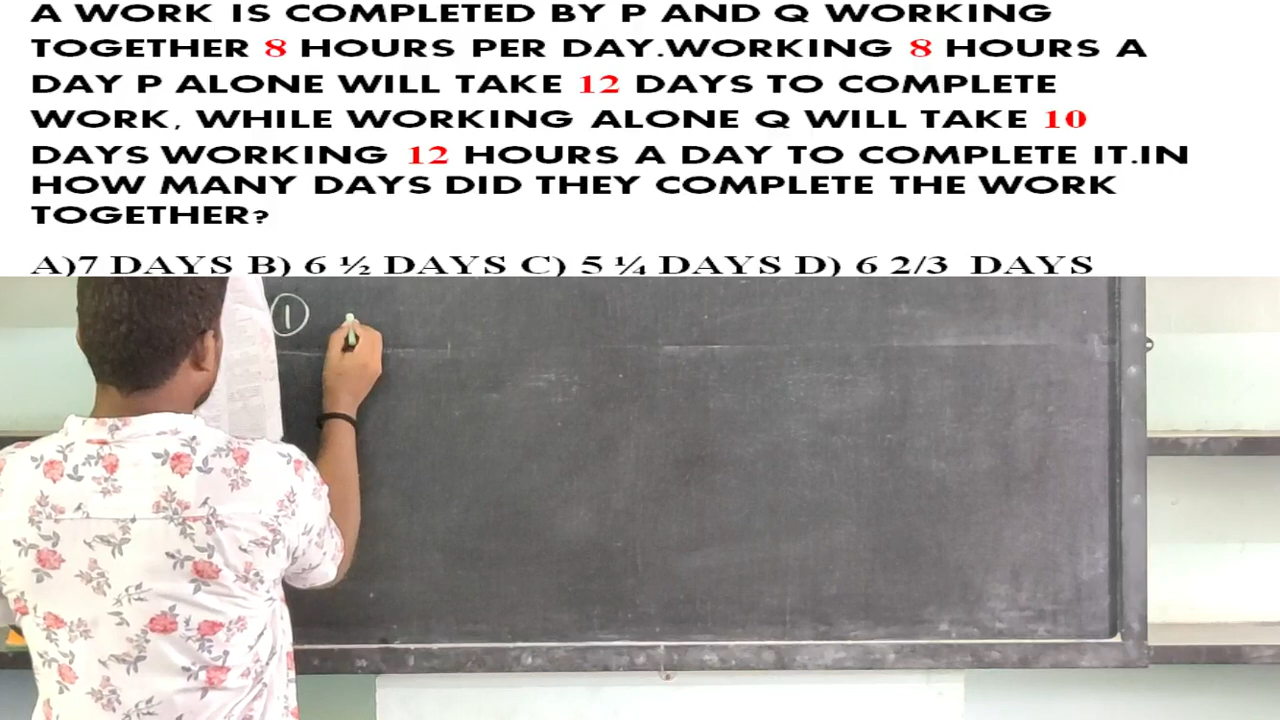 A WORK IS COMPLETED BY P AND Q WORKING
TOGETHER 8 HOURS PER DAY.WORKING 8 HOURS A
DAY P ALONE WILL TAKE 12 DAYS TO COMPLETE
WORK, WHILE WORKING ALONE Q WILL TAKE 10
DAYS WORKING 12 HOURS A DAY TO COMPLETE IT.IN
HOW MANY DAYS DID THEY COMPLETE THE WORK
TOGETHER?
A)7 DAYS B) 6 ½ DAYS C) 5 ¼ DAYS D) 6 2/3 DAYS
1